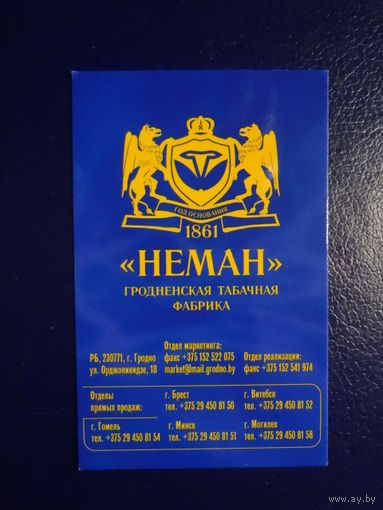 ГОД ОСНОВАНИЯ
1861
«НЕМАН»
ГРОДНЕНСКАЯ ТАБАЧНАЯ
ФАБРИКА
РБ, 230771, г. Гродно
ул. Орджоникидзе, 18
Отдел маркетинга:
факс +375 152 522 075
market@mail.grodno.by
Отдел реализации:
факс +375 152 541 974
Отделы
прямых продаж:
г. Брест
тел. +375 29 450 81 50
г. Витебск
тел. +375 29 450 81 52
г. Гомель
тел. +375 29 450 81 54
г. Минск
тел. +375 29 450 81 51
г. Могилев
тел. +375 29 450 81 58
www.ay.by